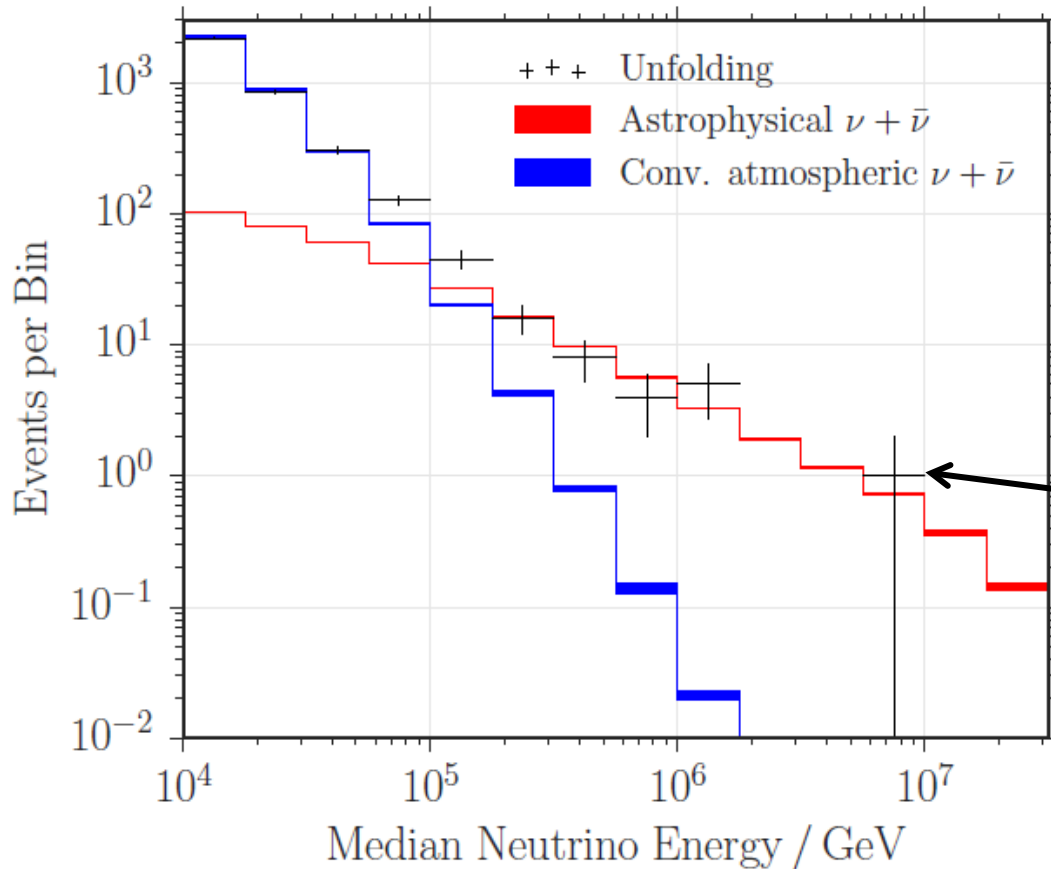 Unfolding
Astrophysical ν + ν̄
Conv. atmospheric ν + ν̄
Events per Bin
10³
10²
10¹
10⁰
10⁻¹
10⁻²
10⁴ 10⁵ 10⁶ 10⁷
Median Neutrino Energy / GeV